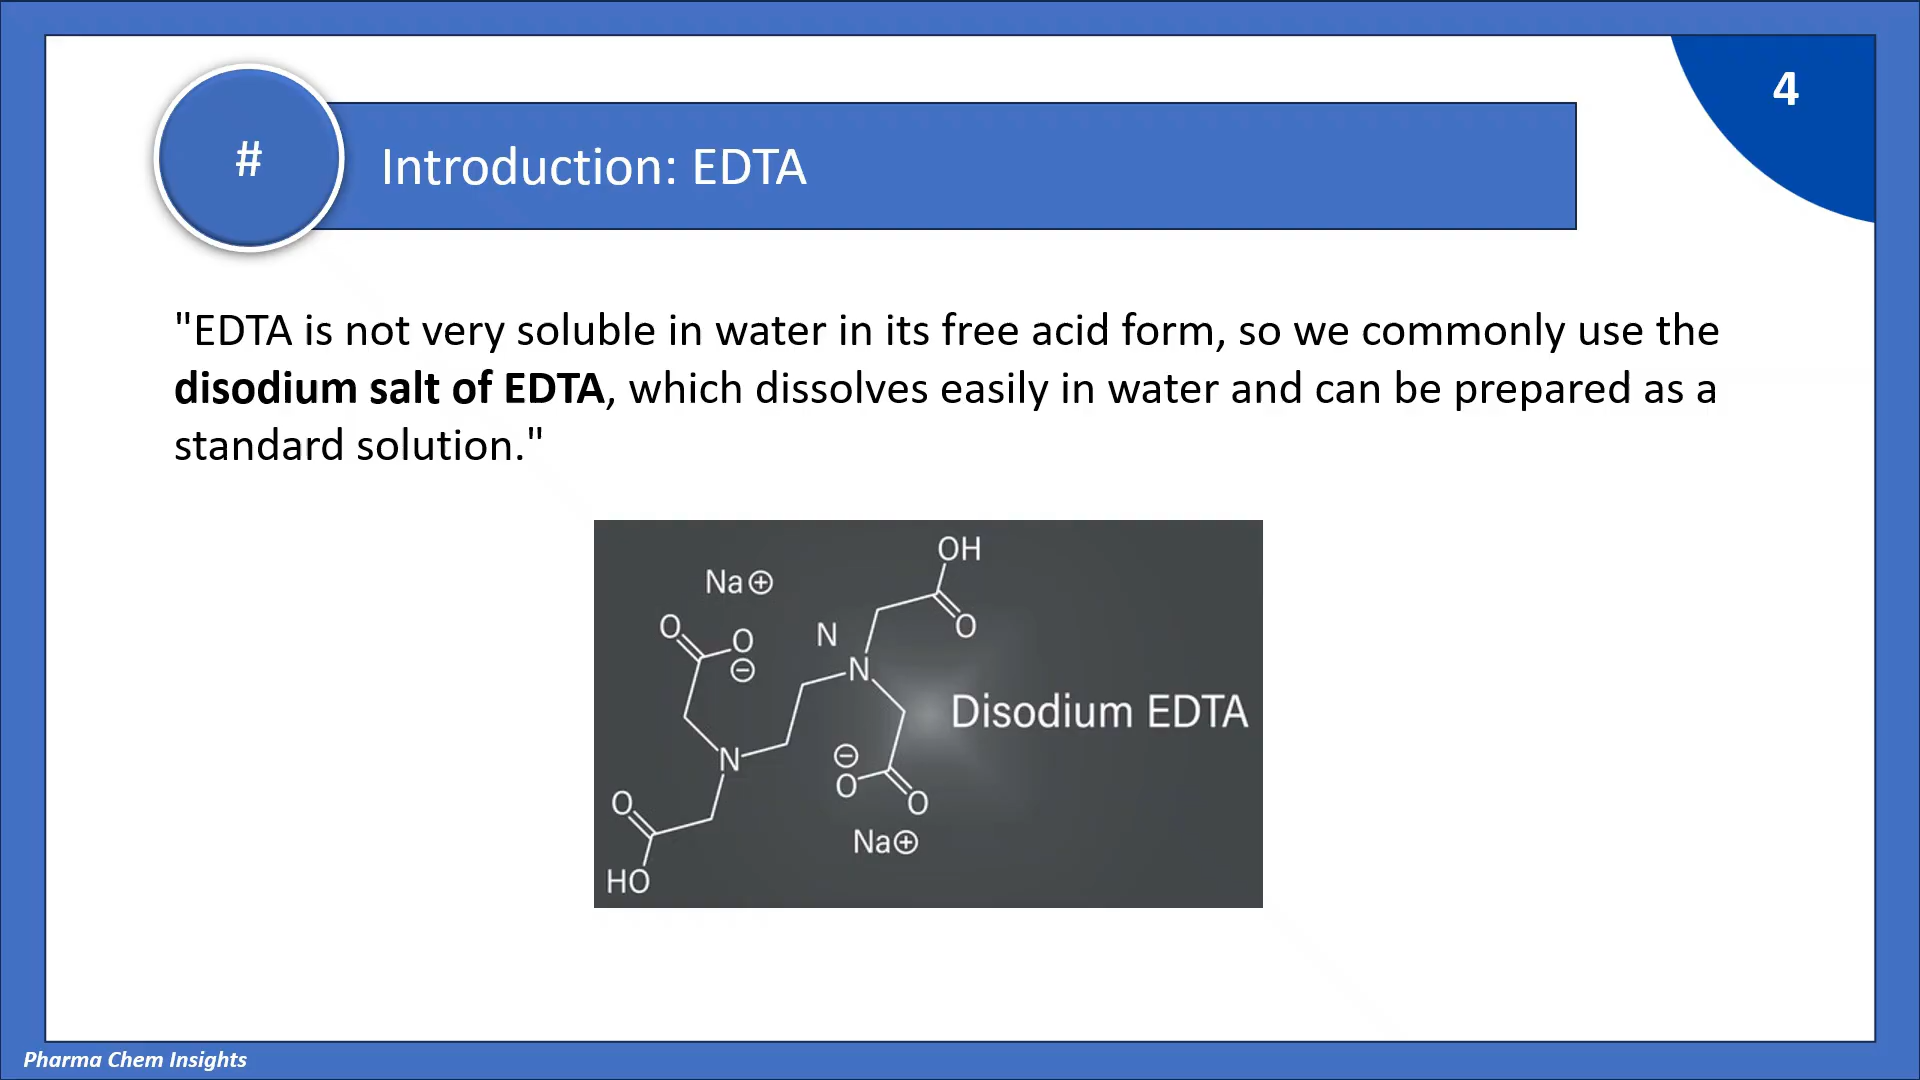 4
#
Introduction: EDTA
"EDTA is not very soluble in water in its free acid form, so we commonly use the
disodium salt of EDTA, which dissolves easily in water and can be prepared as a
standard solution."
OH
Na⊕
O
O
N
O
⊖
N
Disodium EDTA
N
⊖
O
O
O
Na⊕
HO
Pharma Chem Insights